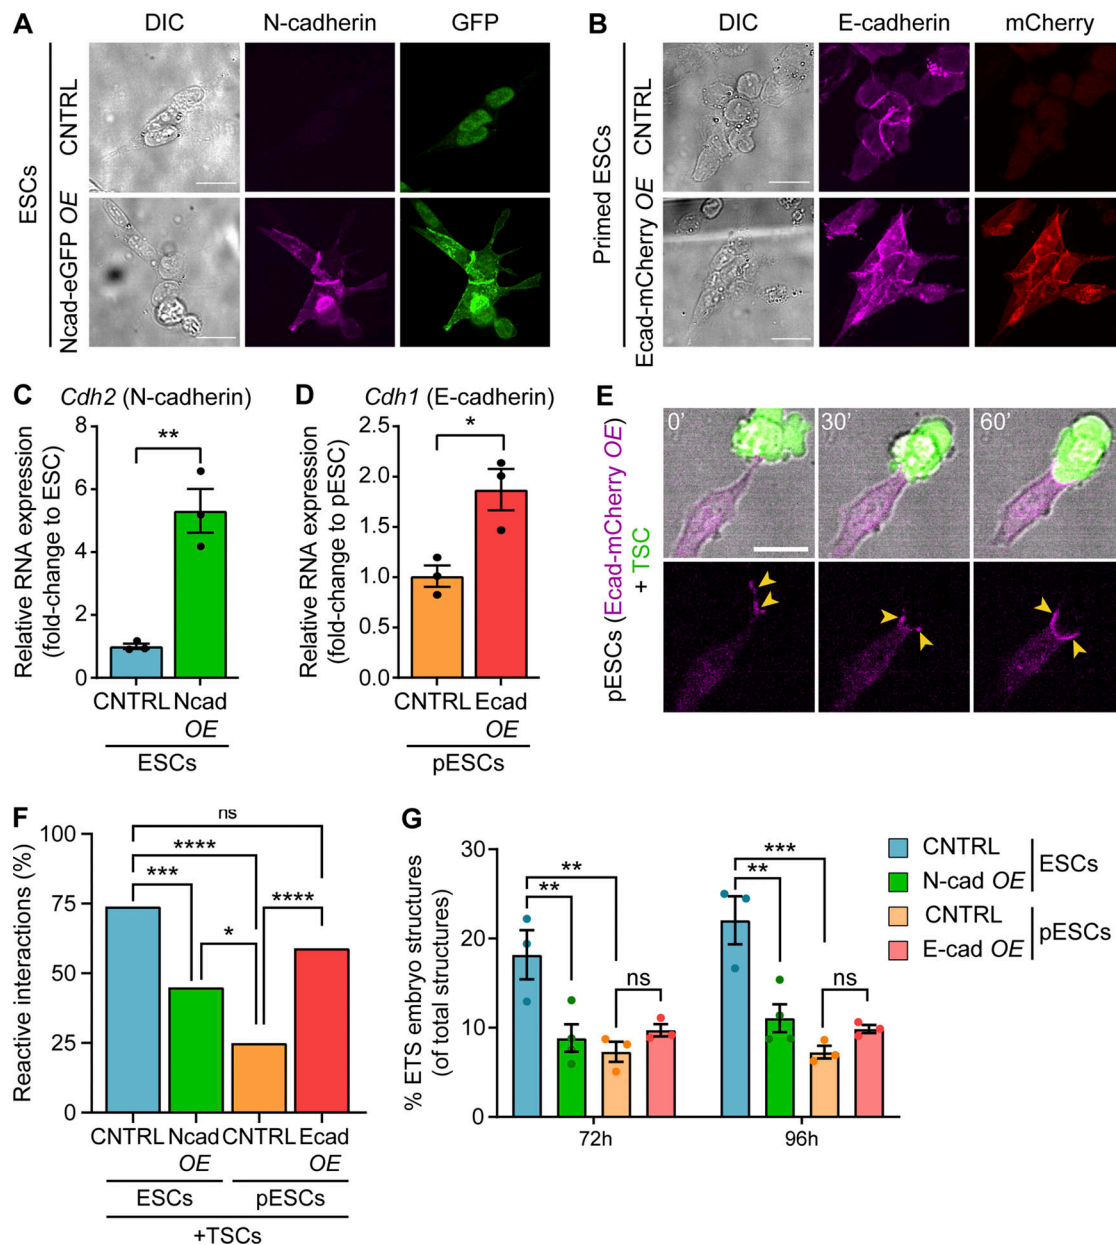 A
DIC
N-cadherin
GFP
ESCs
CNTRL
Ncad-eGFP OE
B
DIC
E-cadherin
mCherry
Primed ESCs
CNTRL
Ecad-mCherry OE
C
Cdh2 (N-cadherin)
Relative RNA expression
(fold-change to ESC)
8
6
4
2
0
**
CNTRL Ncad
OE
ESCs
D
Cdh1 (E-cadherin)
Relative RNA expression
(fold-change to pESC)
2.5
2.0
1.5
1.0
0.5
0.0
*
CNTRL Ecad
OE
pESCs
E
pESCs (Ecad-mCherry OE)
+ TSC
0’
30’
60’
F
Reactive interactions (%)
100
75
50
25
0
ns
****
***
****
*
CNTRL Ncad CNTRL Ecad
OE OE
ESCs pESCs
+TSCs
G
% ETS embryo structures
(of total structures)
30
20
10
0
**
**
ns
***
**
ns
72h
96h
CNTRL
N-cad OE
ESCs
CNTRL
E-cad OE
pESCs